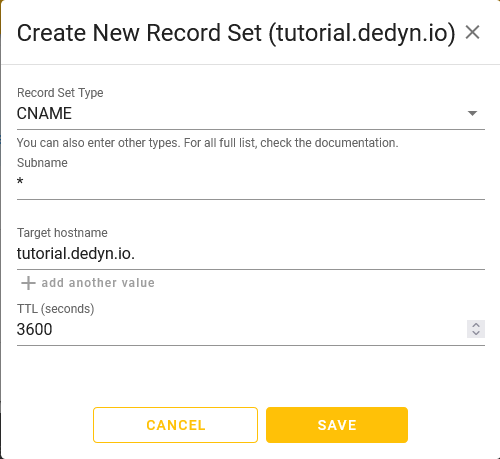 Create New Record Set (tutorial.dedyn.io)
Record Set Type
CNAME
You can also enter other types. For all full list, check the documentation.
Subname
*
Target hostname
tutorial.dedyn.io.
add another value
TTL (seconds)
3600
CANCEL SAVE